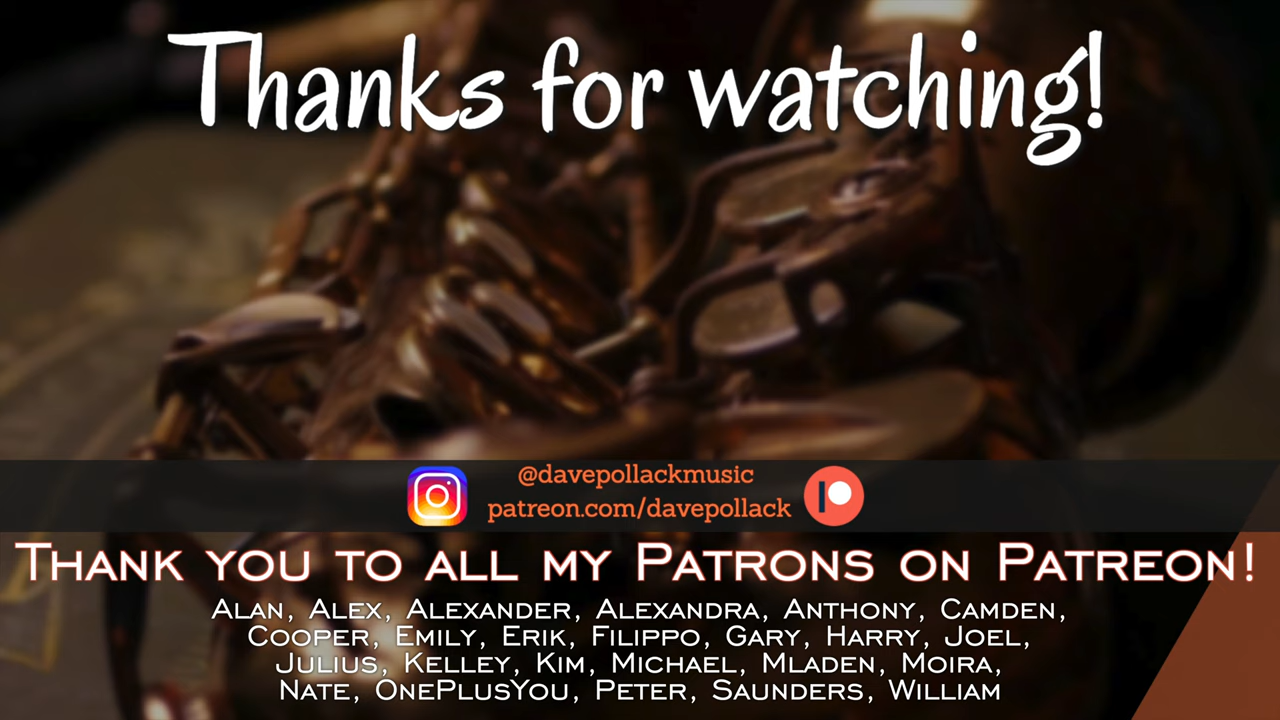 Thanks for watching!
@davepollackmusic
patreon.com/davepollack
Thank you to all my Patrons on Patreon!
Alan, Alex, Alexander, Alexandra, Anthony, Camden,
Cooper, Emily, Erik, Filippo, Gary, Harry, Joel,
Julius, Kelley, Kim, Michael, Mladen, Moira,
Nate, OnePlusYou, Peter, Saunders, William